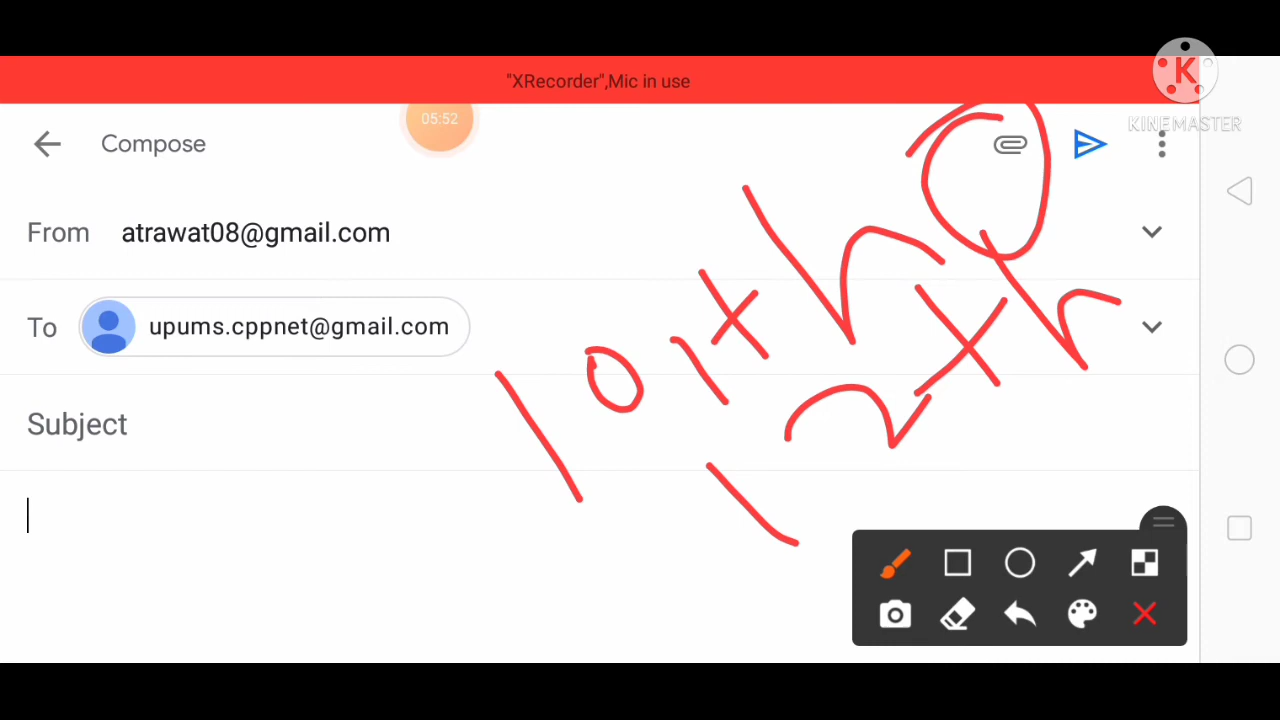 "XRecorder",Mic in use
05:52
KINEMASTER
Compose
From atrawat08@gmail.com
To upums.cppnet@gmail.com
Subject
10th
12th